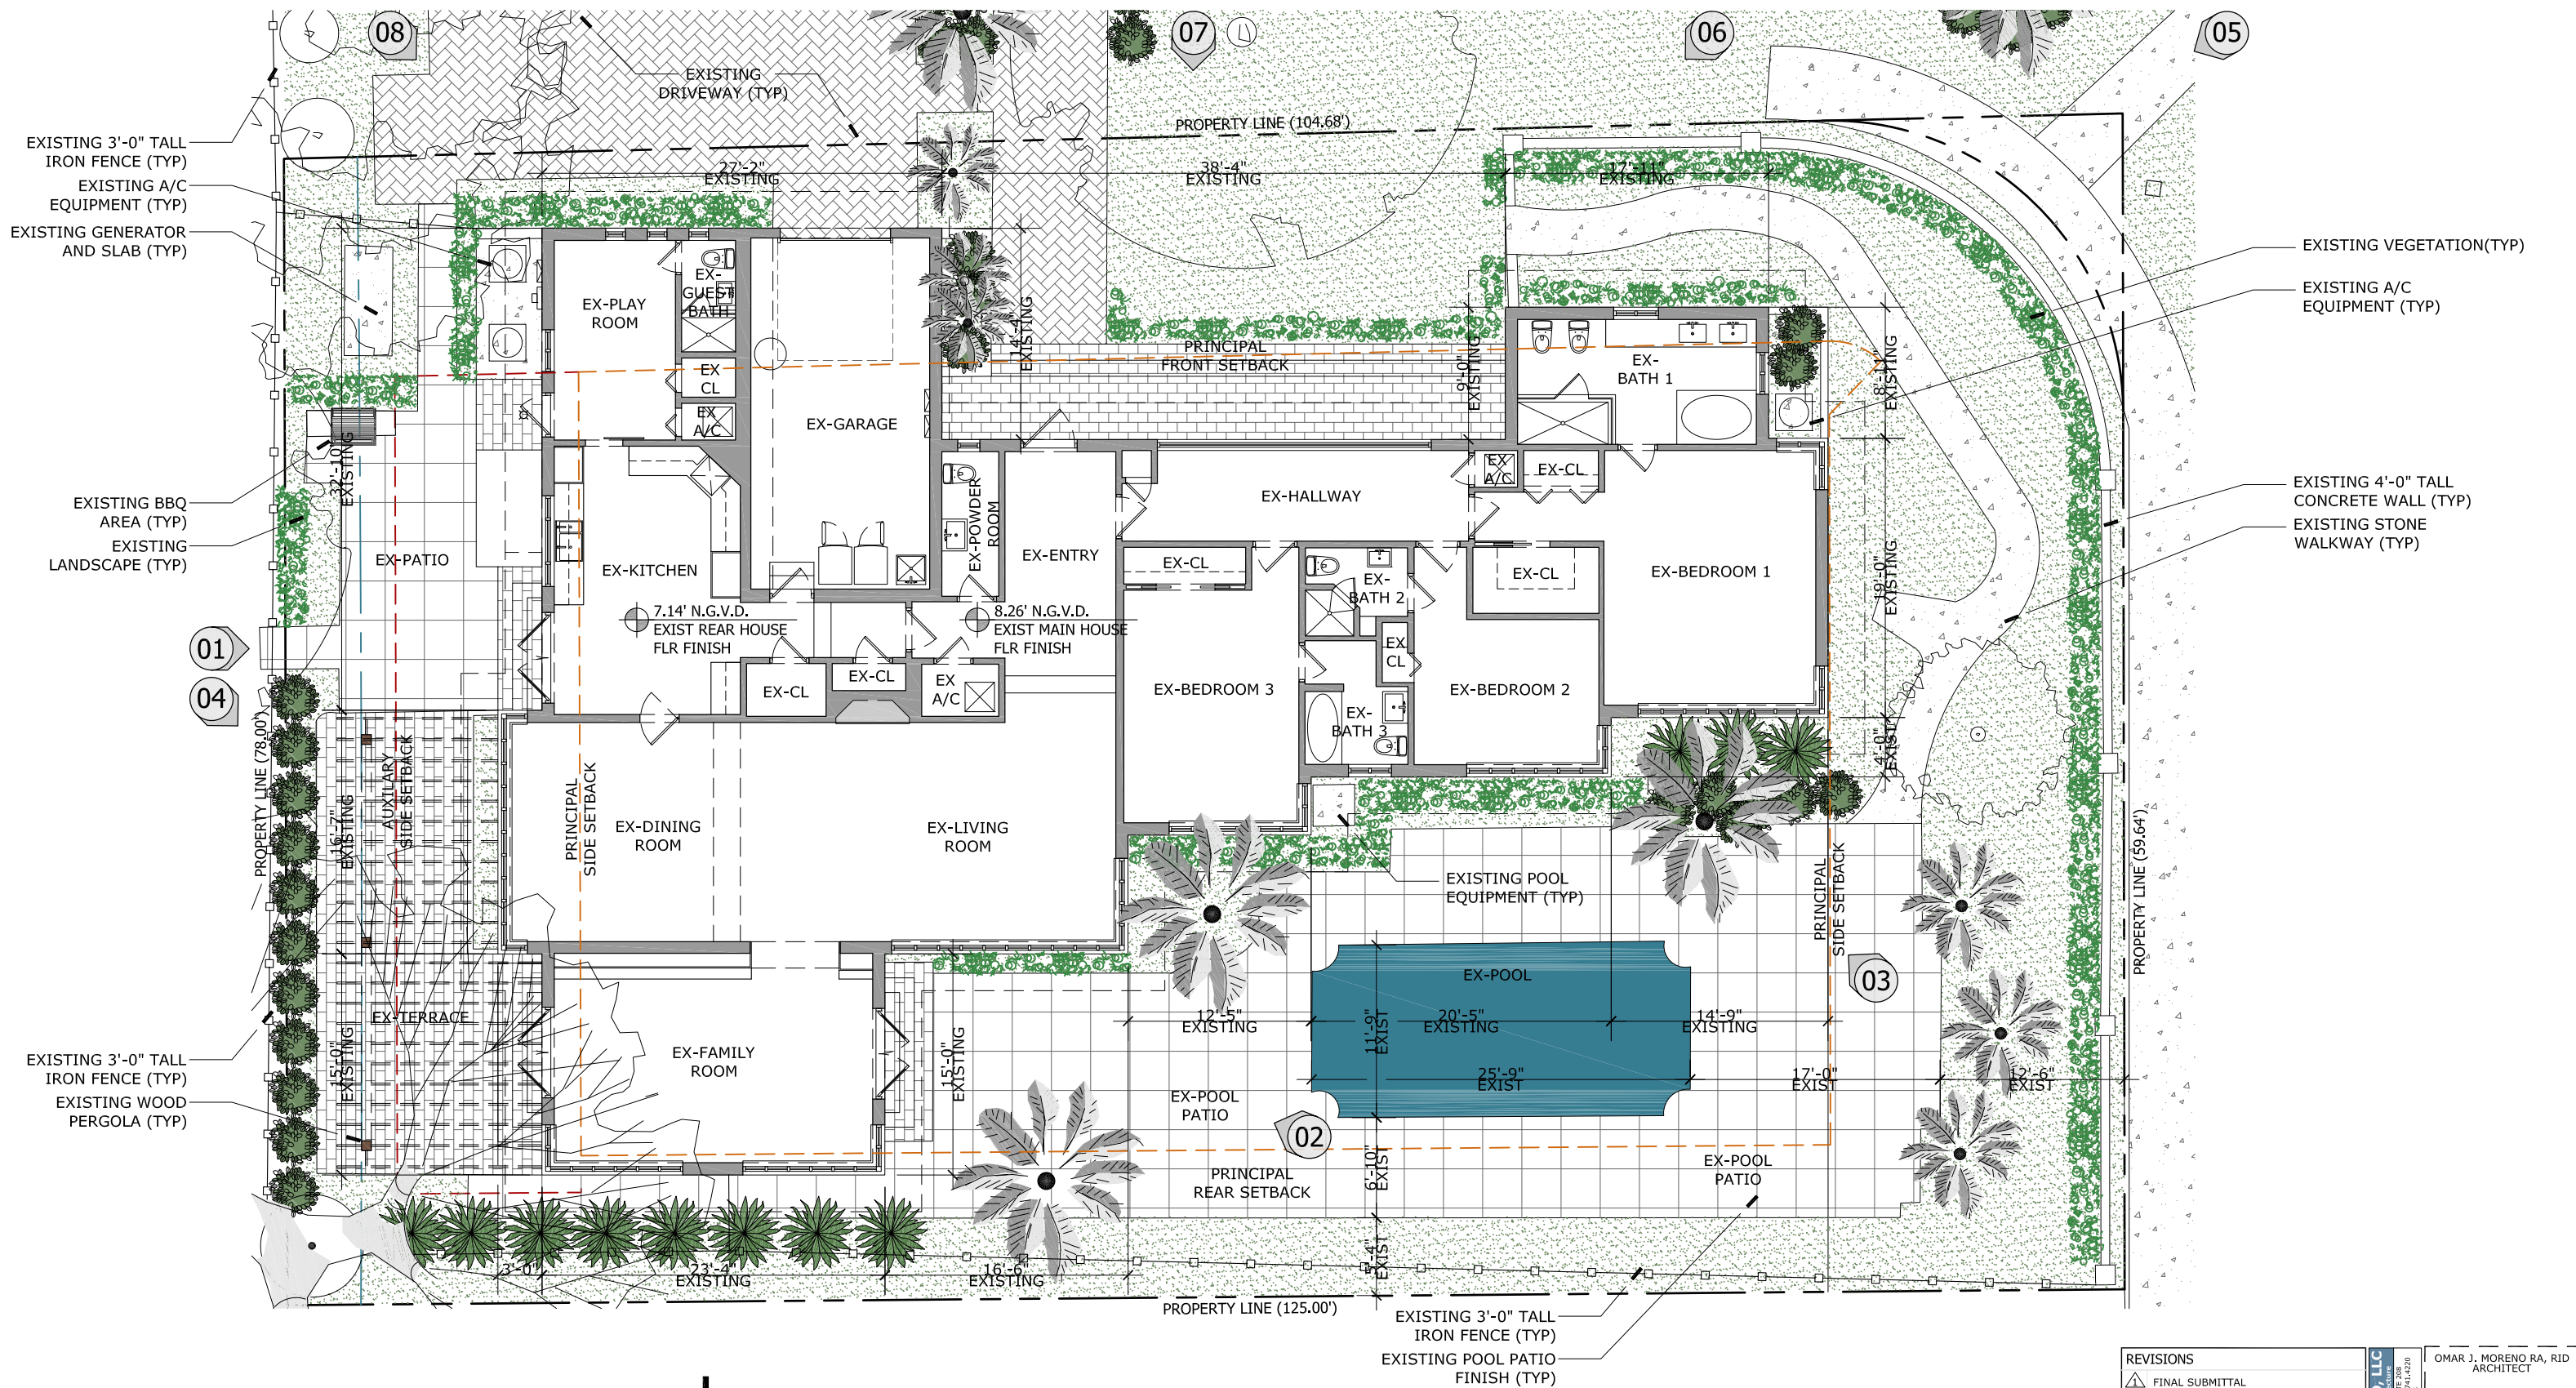 08
07
06
05
EXISTING
DRIVEWAY (TYP)
PROPERTY LINE (104.68')
EXISTING 3'-0" TALL
IRON FENCE (TYP)
EXISTING A/C
EQUIPMENT (TYP)
EXISTING GENERATOR
AND SLAB (TYP)
27'-2"
EXISTING
38'-4"
EXISTING
17'-11"
EXISTING
EXISTING VEGETATION(TYP)
EXISTING A/C
EQUIPMENT (TYP)
EX-PLAY
ROOM
EX-
GUEST
BATH
14'-4"
EXISTING
PRINCIPAL
FRONT SETBACK
9'-0"
EXISTING
EX-
BATH 1
8'-1"
EXISTING
EX
CL
EX
A/C
EX-GARAGE
32'-10"
EXISTING
EXISTING BBQ
AREA (TYP)
EXISTING
LANDSCAPE (TYP)
EX-PATIO
EX-KITCHEN
EX-POWDER
ROOM
EX-ENTRY
EX-HALLWAY
EX
A/C
EX-CL
EXISTING 4'-0" TALL
CONCRETE WALL (TYP)
EXISTING STONE
WALKWAY (TYP)
EX-CL
EX-
BATH 2
EX-CL
EX-BEDROOM 1
19'-0"
EXISTING
7.14' N.G.V.D.
EXIST REAR HOUSE
FLR FINISH
8.26' N.G.V.D.
EXIST MAIN HOUSE
FLR FINISH
01
04
EX-CL
EX-CL
EX
A/C
EX
CL
EX-BEDROOM 3
EX-BEDROOM 2
EX-
BATH 3
4'-0"
EXIST
PROPERTY LINE (78.00')
AUXILARY
SIDE SETBACK
16'-7"
EXISTING
PRINCIPAL
SIDE SETBACK
EX-DINING
ROOM
EX-LIVING
ROOM
EXISTING POOL
EQUIPMENT (TYP)
PRINCIPAL
SIDE SETBACK
PROPERTY LINE (59.64')
03
EX-POOL
EX-TERRACE
12'-5"
EXISTING
11'-9"
EXIST
20'-5"
EXISTING
14'-9"
EXISTING
EXISTING 3'-0" TALL
IRON FENCE (TYP)
EXISTING WOOD
PERGOLA (TYP)
15'-0"
EXISTING
EX-FAMILY
ROOM
15'-0"
EXISTING
25'-9"
EXIST
17'-0"
EXIST
12'-6"
EXIST
EX-POOL
PATIO
02
EX-POOL
PATIO
PRINCIPAL
REAR SETBACK
6'-10"
EXIST
5'-4"
EXIST
3'-0"
23'-4"
EXISTING
16'-6"
EXISTING
PROPERTY LINE (125.00')
EXISTING 3'-0" TALL
IRON FENCE (TYP)
EXISTING POOL PATIO
FINISH (TYP)
REVISIONS
1 FINAL SUBMITTAL
, LLC
OMAR J. MORENO RA, RID
ARCHITECT